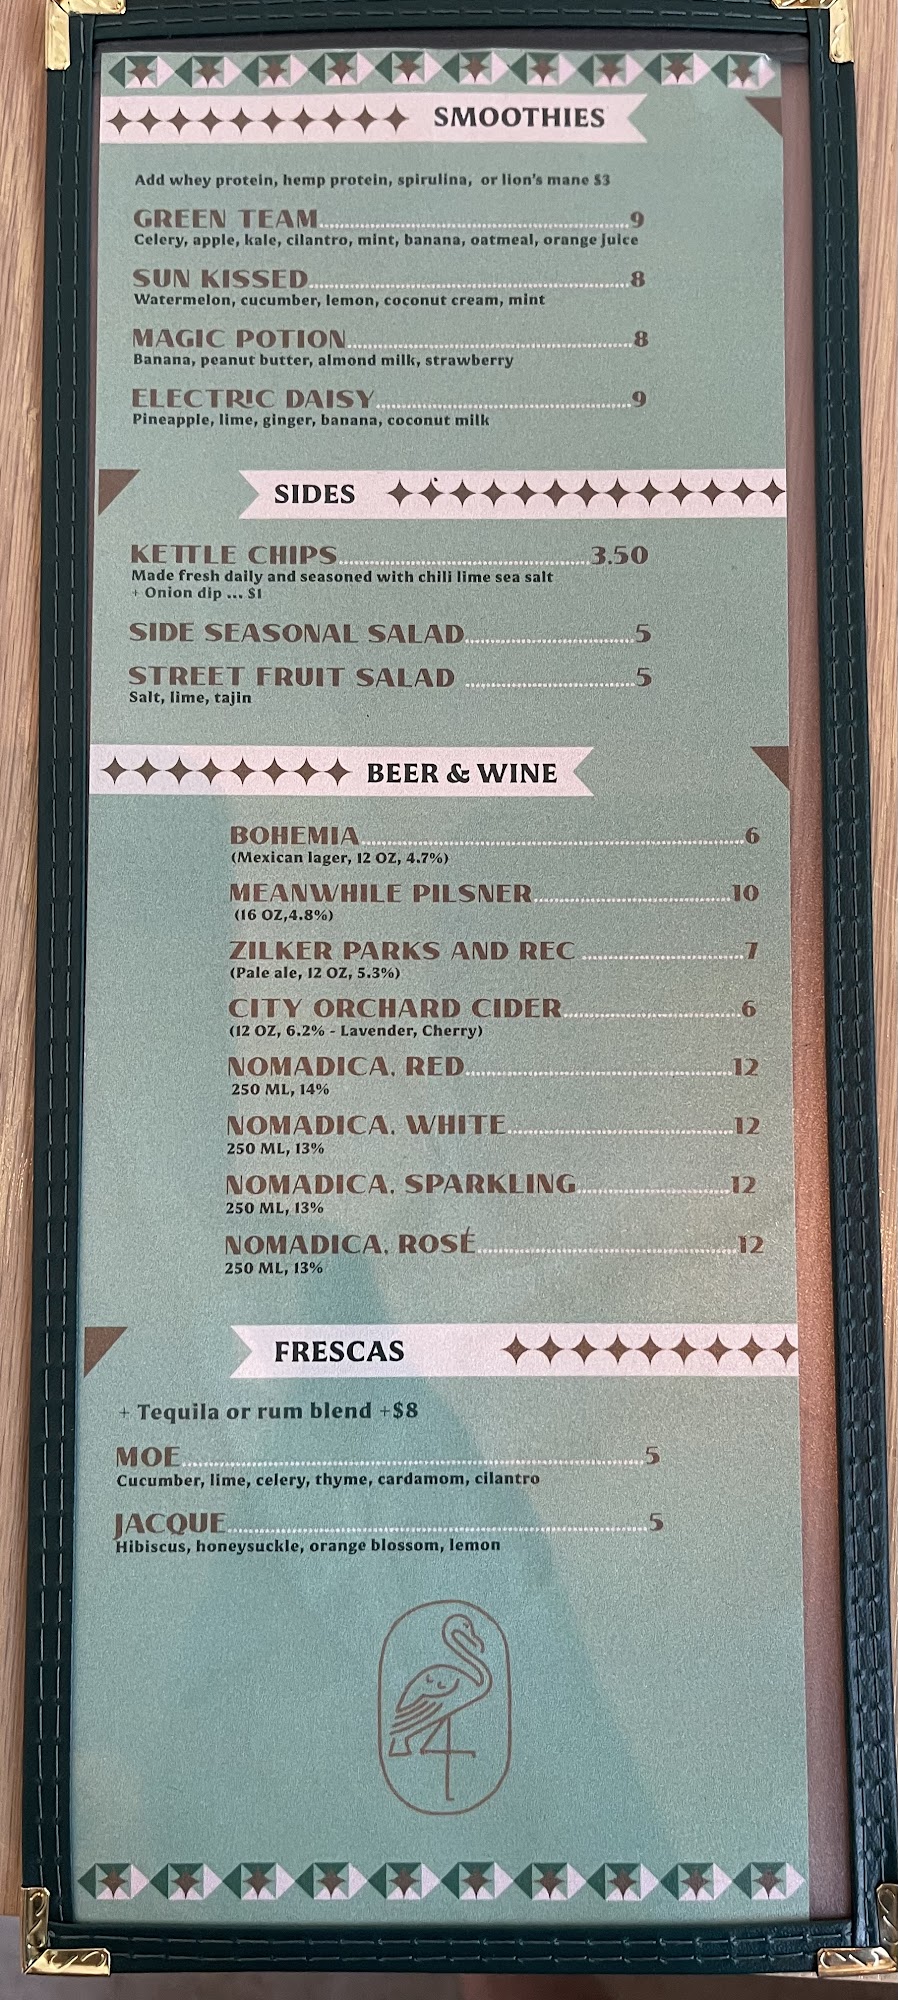 SMOOTHIES
Add whey protein, hemp protein, spirulina, or lion's mane $3
GREEN TEAM 9
Celery, apple, kale, cilantro, mint, banana, oatmeal, orange juice
SUN KISSED 8
Watermelon, cucumber, lemon, coconut cream, mint
MAGIC POTION 8
Banana, peanut butter, almond milk, strawberry
ELECTRIC DAISY 9
Pineapple, lime, ginger, banana, coconut milk
SIDES
KETTLE CHIPS 3.50
Made fresh daily and seasoned with chili lime sea salt
+ Onion dip ... $1
SIDE SEASONAL SALAD 5
STREET FRUIT SALAD 5
Salt, lime, tajin
BEER & WINE
BOHEMIA 6
(Mexican lager, 12 OZ, 4.7%)
MEANWHILE PILSNER 10
(16 OZ,4.8%)
ZILKER PARKS AND REC 7
(Pale ale, 12 OZ, 5.3%)
CITY ORCHARD CIDER 6
(12 OZ, 6.2% - Lavender, Cherry)
NOMADICA, RED 12
250 ML, 14%
NOMADICA, WHITE 12
250 ML, 13%
NOMADICA, SPARKLING 12
250 ML, 13%
NOMADICA, ROSÉ 12
250 ML, 13%
FRESCAS
+ Tequila or rum blend +$8
MOE 5
Cucumber, lime, celery, thyme, cardamom, cilantro
JACQUE 5
Hibiscus, honeysuckle, orange blossom, lemon